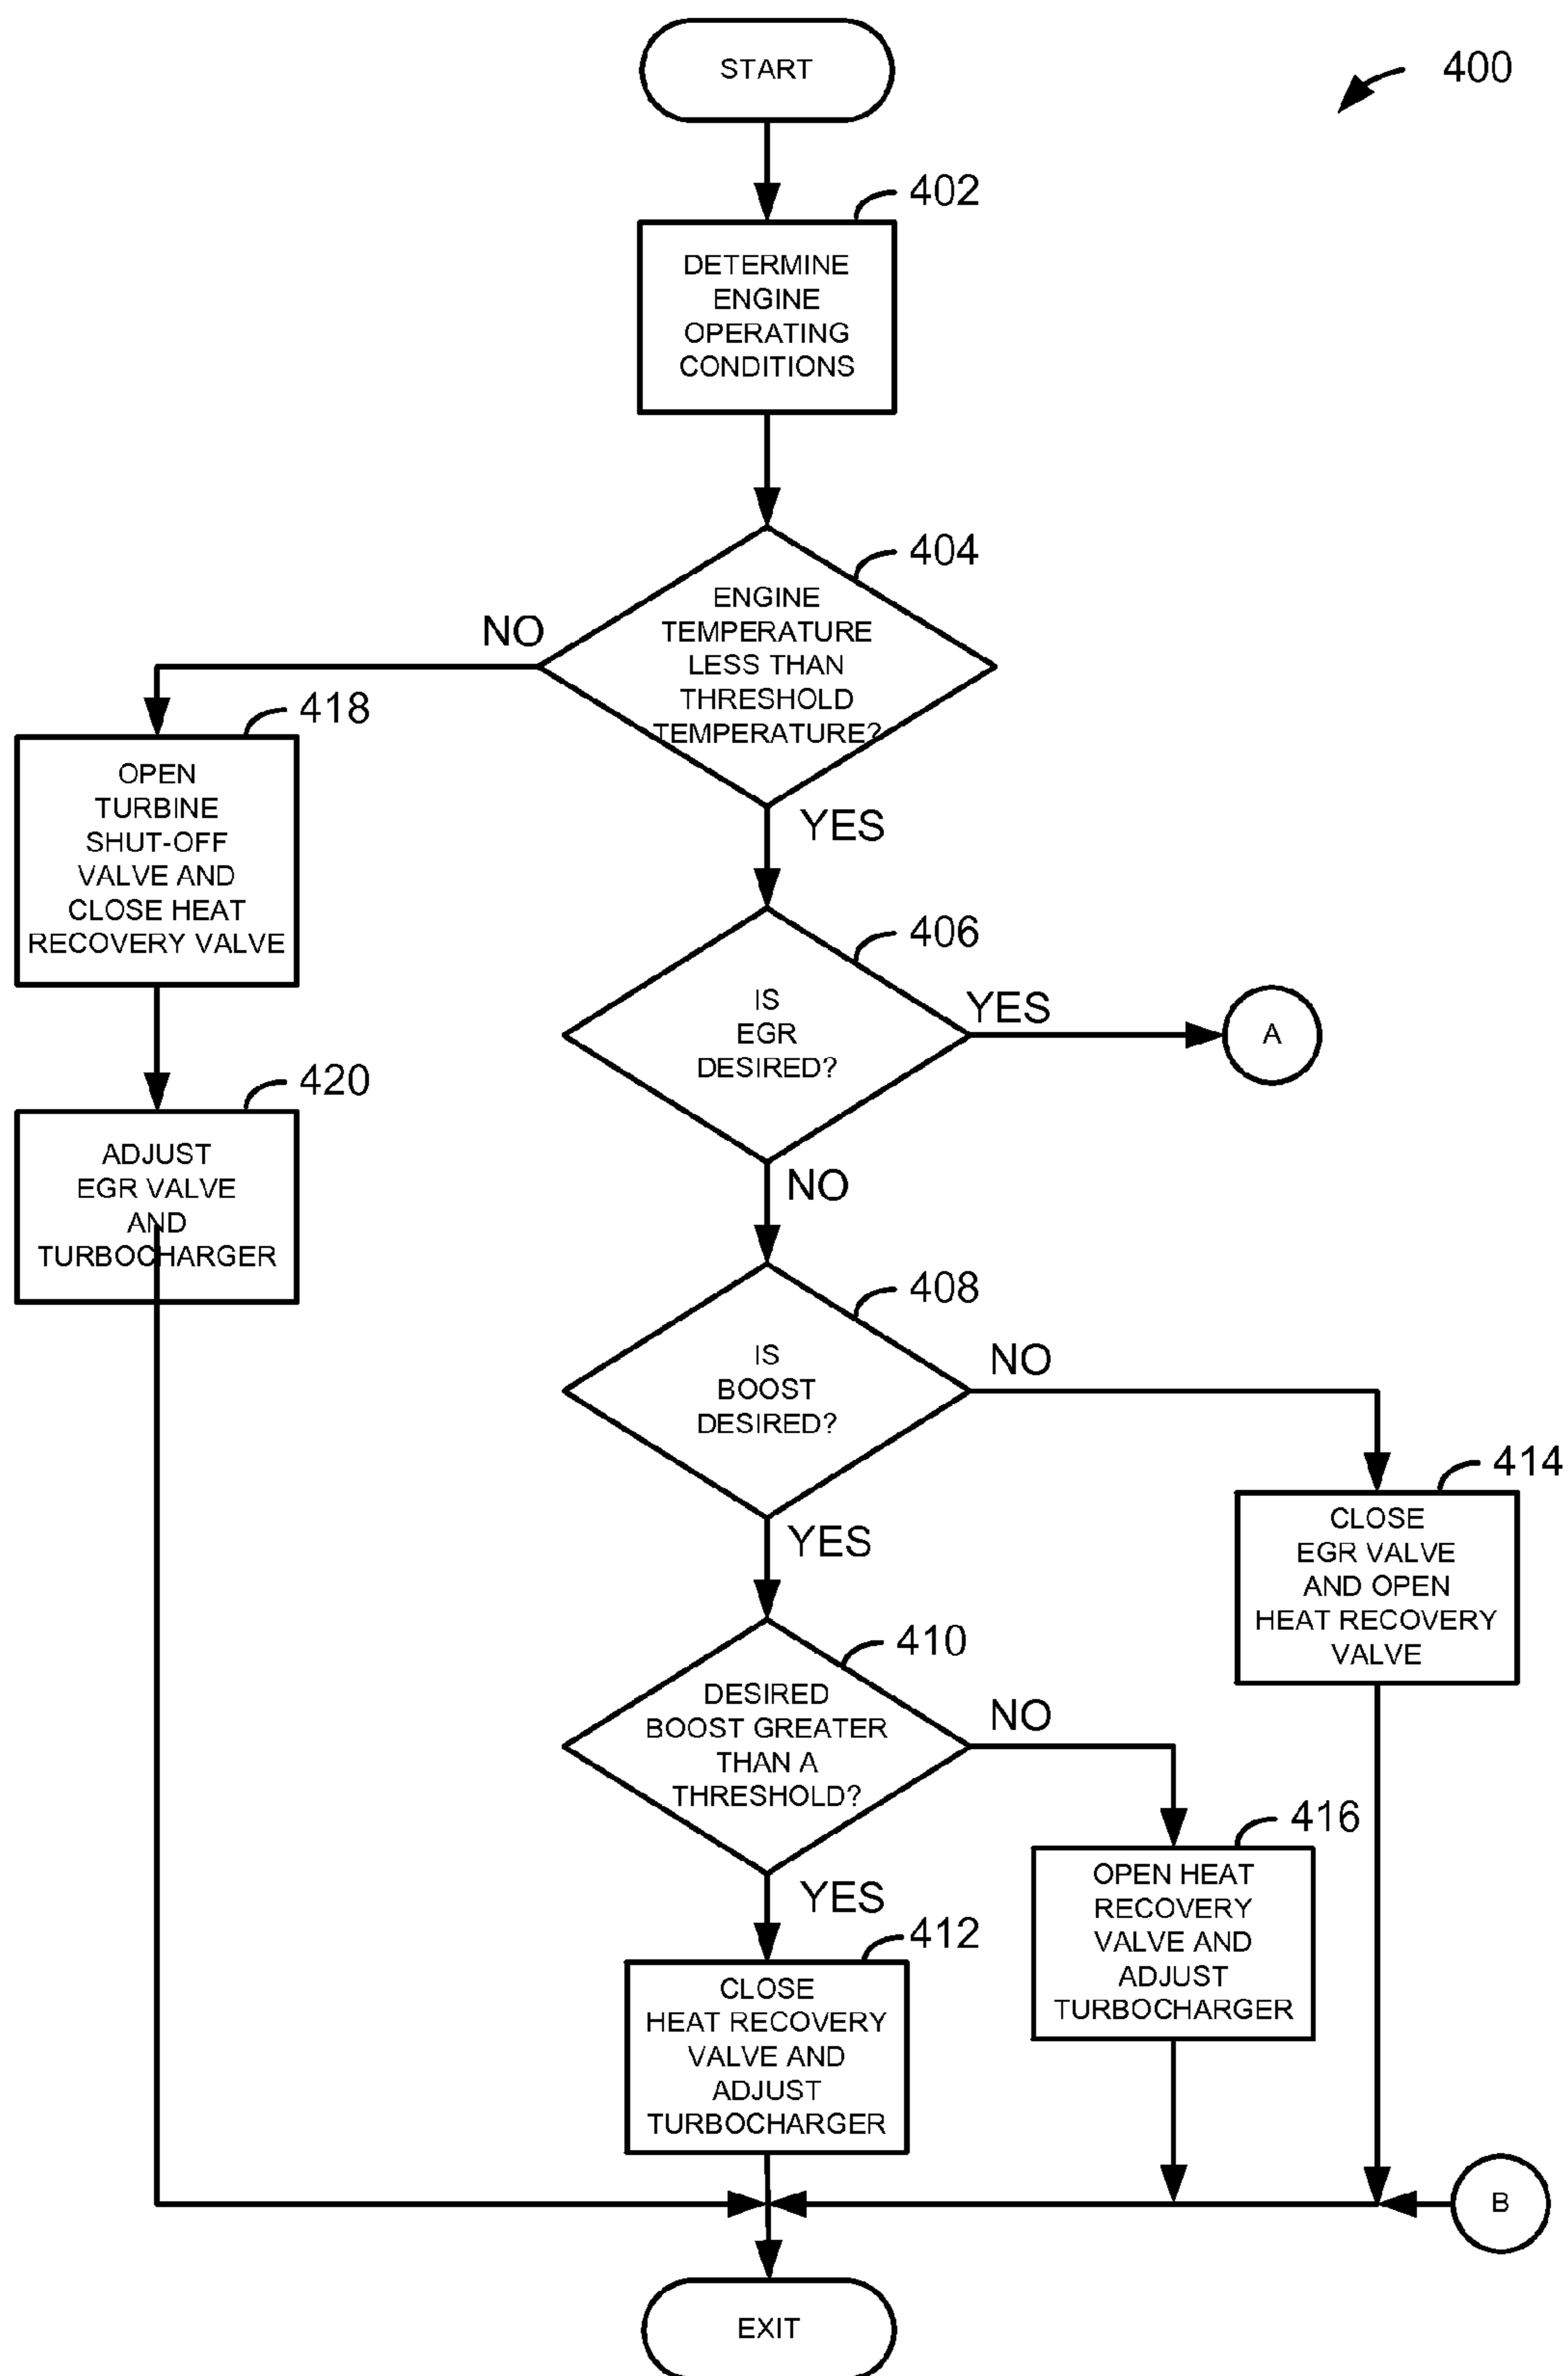 START
400
402
DETERMINE
ENGINE
OPERATING
CONDITIONS
404
ENGINE
TEMPERATURE
LESS THAN
THRESHOLD
TEMPERATURE?
NO
YES
418
OPEN
TURBINE
SHUT-OFF
VALVE AND
CLOSE HEAT
RECOVERY VALVE
406
IS
EGR
DESIRED?
YES
A
NO
420
ADJUST
EGR VALVE
AND
TURBOCHARGER
408
IS
BOOST
DESIRED?
NO
YES
414
CLOSE
EGR VALVE
AND OPEN
HEAT RECOVERY
VALVE
410
DESIRED
BOOST GREATER
THAN A
THRESHOLD?
NO
YES
416
OPEN HEAT
RECOVERY
VALVE AND
ADJUST
TURBOCHARGER
412
CLOSE
HEAT RECOVERY
VALVE AND
ADJUST
TURBOCHARGER
B
EXIT